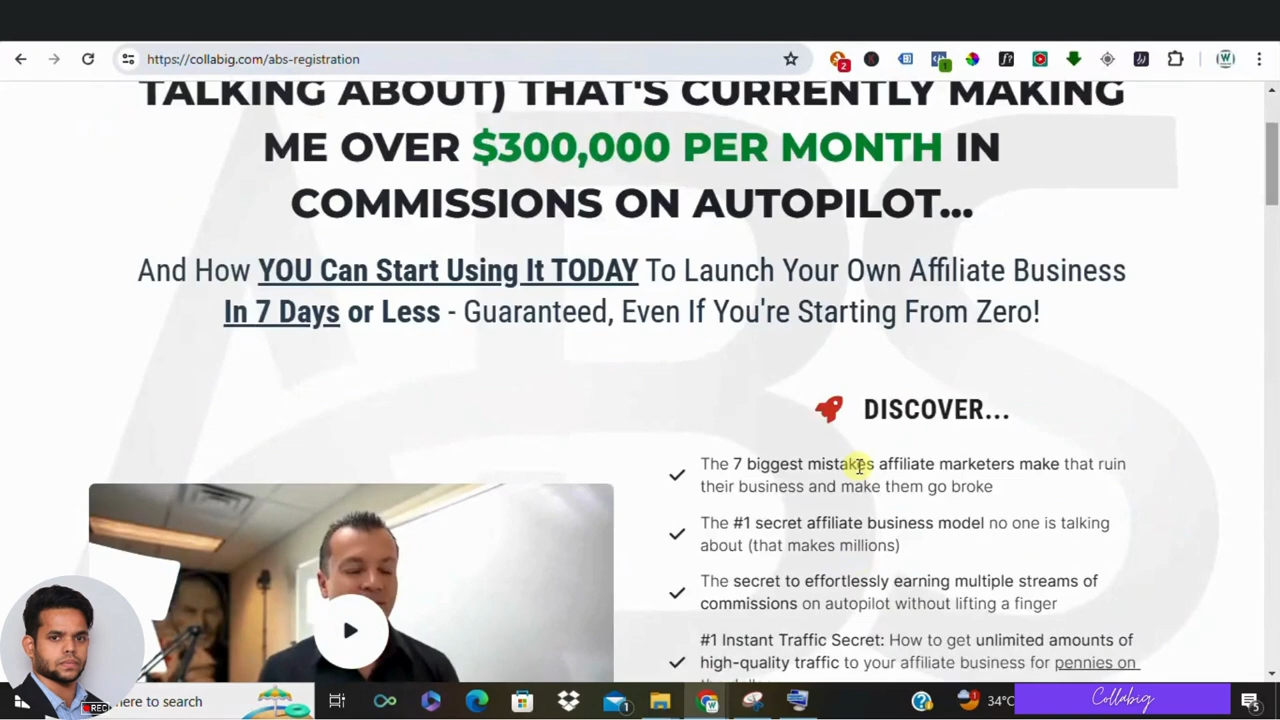 https://collabig.com/abs-registration
2
1
TALKING ABOUT) THAT'S CURRENTLY MAKING
ME OVER $300,000 PER MONTH IN
COMMISSIONS ON AUTOPILOT...
And How YOU Can Start Using It TODAY To Launch Your Own Affiliate Business
In 7 Days or Less - Guaranteed, Even If You're Starting From Zero!
ABS
DISCOVER...
The 7 biggest mistakes affiliate marketers make that ruin
their business and make them go broke
The #1 secret affiliate business model no one is talking
about (that makes millions)
The secret to effortlessly earning multiple streams of
commissions on autopilot without lifting a finger
#1 Instant Traffic Secret: How to get unlimited amounts of
high-quality traffic to your affiliate business for pennies on
REC
here to search
1
34°C
Collabig
5